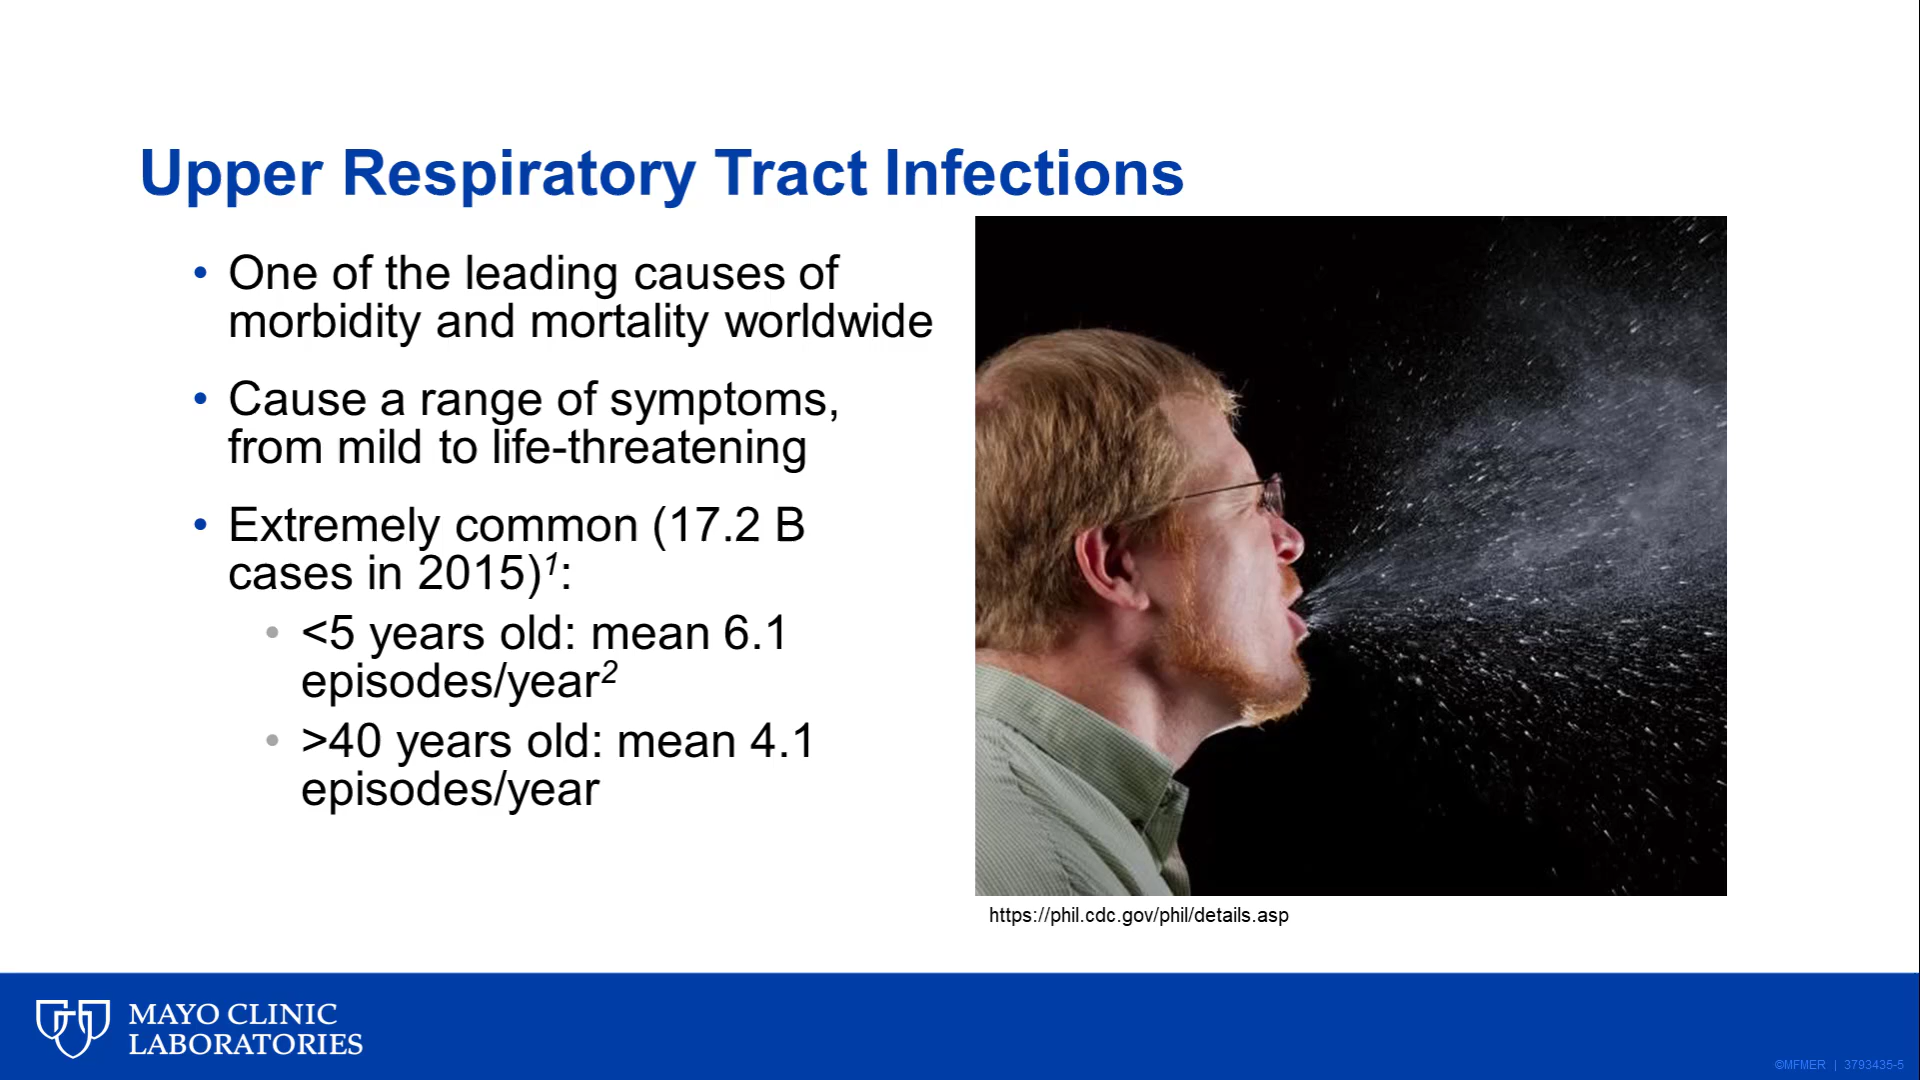 Upper Respiratory Tract Infections
• One of the leading causes of
morbidity and mortality worldwide
• Cause a range of symptoms,
from mild to life-threatening
• Extremely common (17.2 B
cases in 2015)1:
• <5 years old: mean 6.1
episodes/year2
• >40 years old: mean 4.1
episodes/year
https://phil.cdc.gov/phil/details.asp
MAYO CLINIC
LABORATORIES
©MFMER | 3793435-5